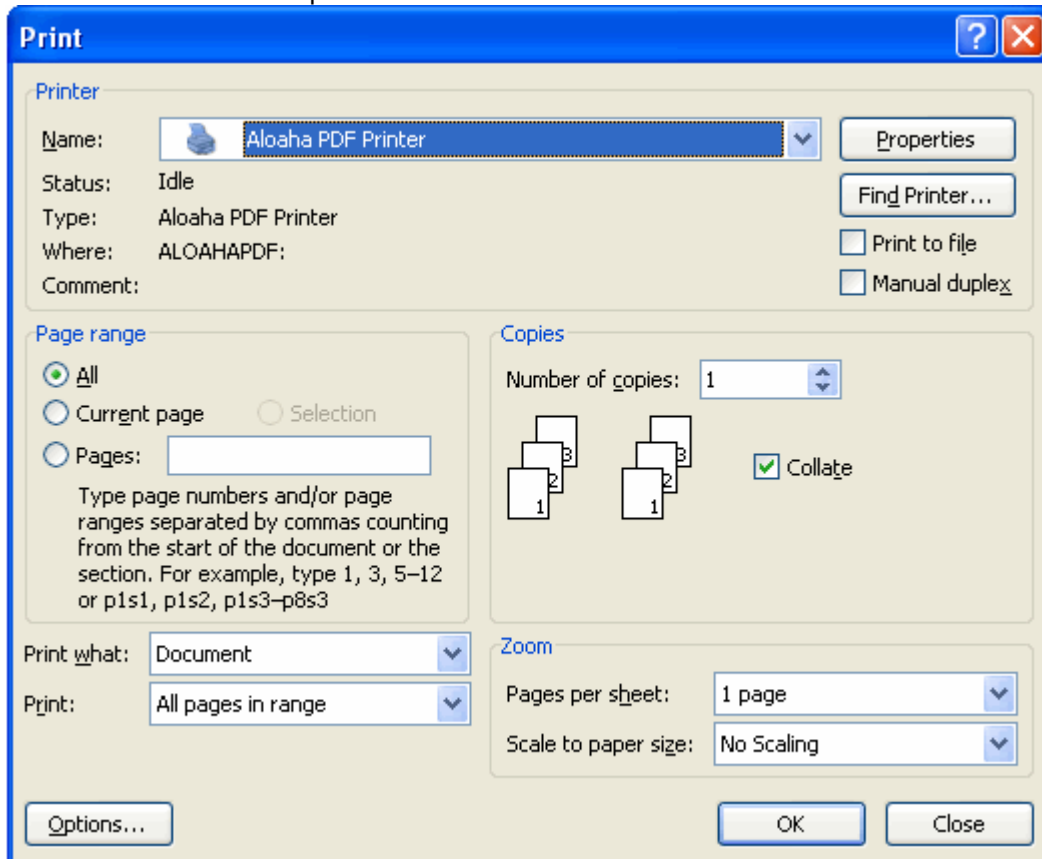 Print
Printer
Name: Aloaha PDF Printer
Properties
Status: Idle
Find Printer...
Type: Aloaha PDF Printer
Where: ALOAHAPDF:
Print to file
Comment:
Manual duplex
Page range
All
Current page Selection
Pages:
Type page numbers and/or page
ranges separated by commas counting
from the start of the document or the
section. For example, type 1, 3, 5–12
or p1s1, p1s2, p1s3–p8s3
Copies
Number of copies: 1
3 3
2 2
1 1
Collate
Print what: Document
Print: All pages in range
Zoom
Pages per sheet: 1 page
Scale to paper size: No Scaling
Options...
OK
Close